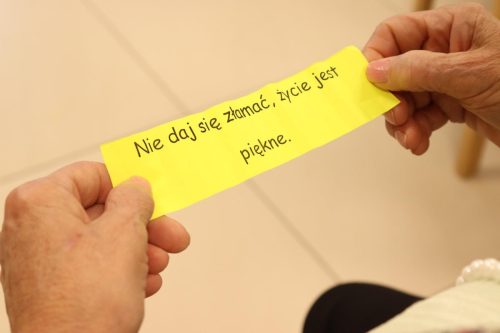 Nie daj się złamać, życie jest
piękne.